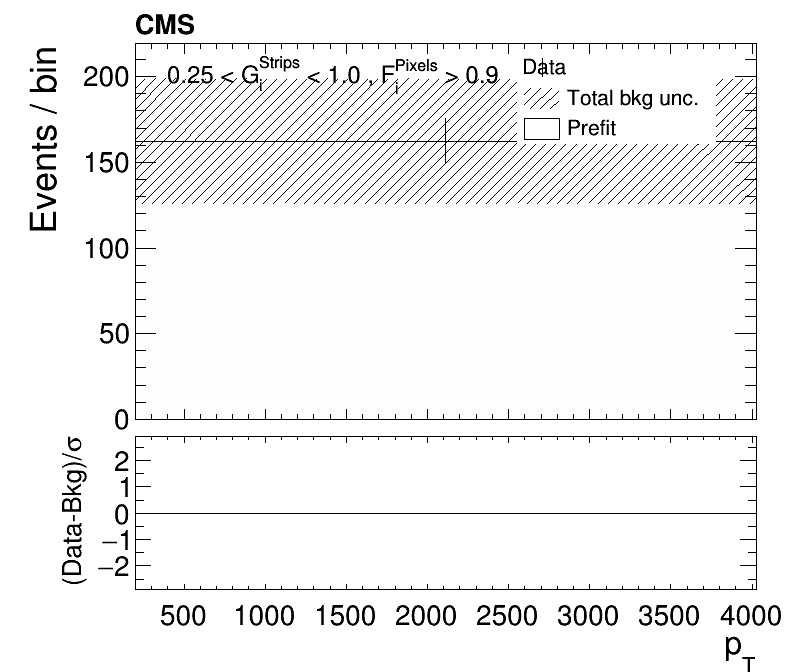 CMS
Events / bin
200
150
100
50
0
0.25 < G_i^Strips < 1.0 , F_i^Pixels > 0.9
Data
Total bkg unc.
Prefit
(Data-Bkg)/σ
2
1
0
−1
−2
500 1000 1500 2000 2500 3000 3500 4000
p_T